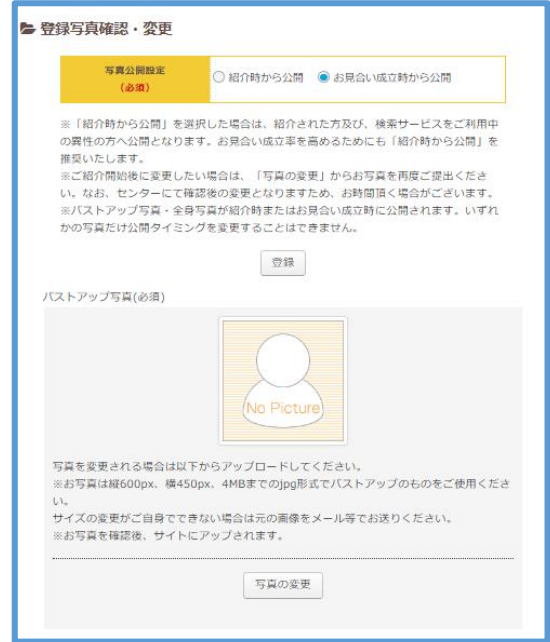 登録写真確認・変更
写真公開設定
(必須)
紹介時から公開
お見合い成立時から公開
※「紹介時から公開」を選択した場合は、紹介された方及び、検索サービスをご利用中
の異性の方へ公開となります。お見合い成立率を高めるためにも「紹介時から公開」を
推奨いたします。
※ご紹介開始後に変更したい場合は、「写真の変更」からお写真を再度ご提出くださ
い。なお、センターにて確認後の変更となりますため、お時間頂く場合がございます。
※バストアップ写真・全身写真が紹介時またはお見合い成立時に公開されます。いずれ
かの写真だけ公開タイミングを変更することはできません。
登録
バストアップ写真(必須)
No Picture
写真を変更される場合は以下からアップロードしてください。
※お写真は縦600px、横450px、4MBまでのjpg形式でバストアップのものをご使用くださ
い。
サイズの変更がご自身でできない場合は元の画像をメール等でお送りください。
※お写真を確認後、サイトにアップされます。
写真の変更